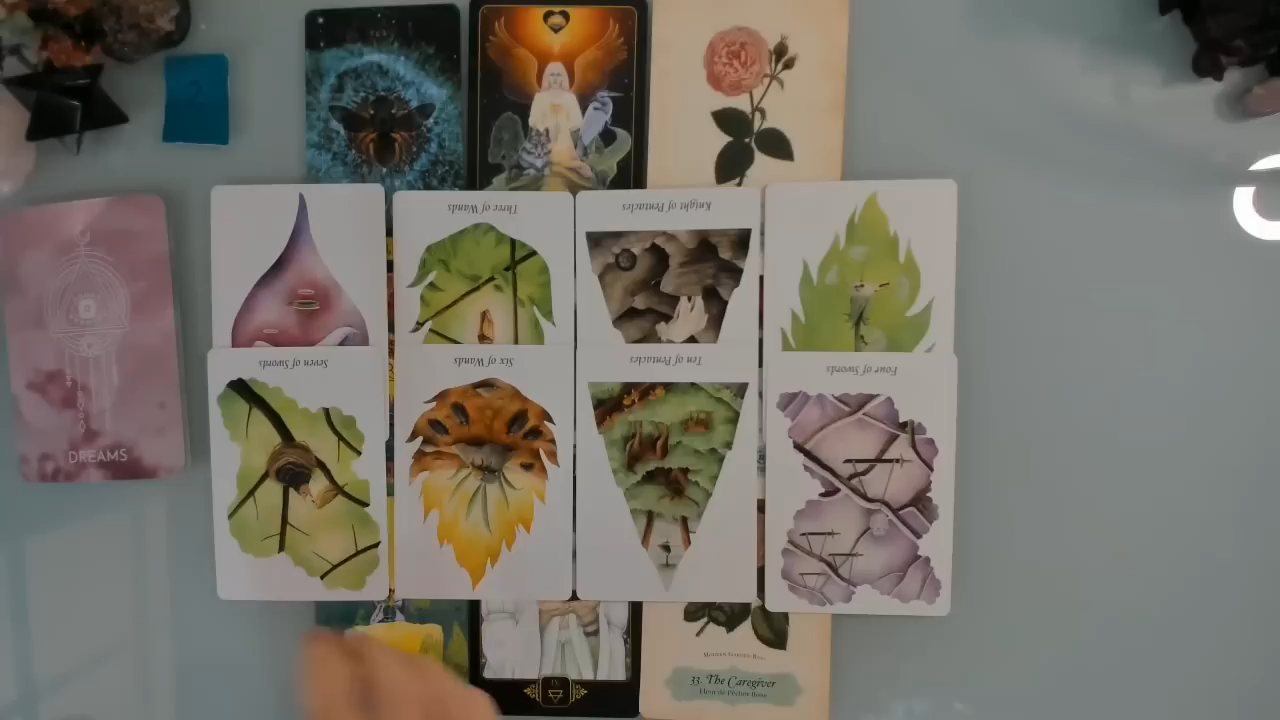 Three of Wands
Knight of Pentacles
Seven of Swords
Six of Wands
Ten of Pentacles
Four of Swords
DREAMS
33. The Caregiver